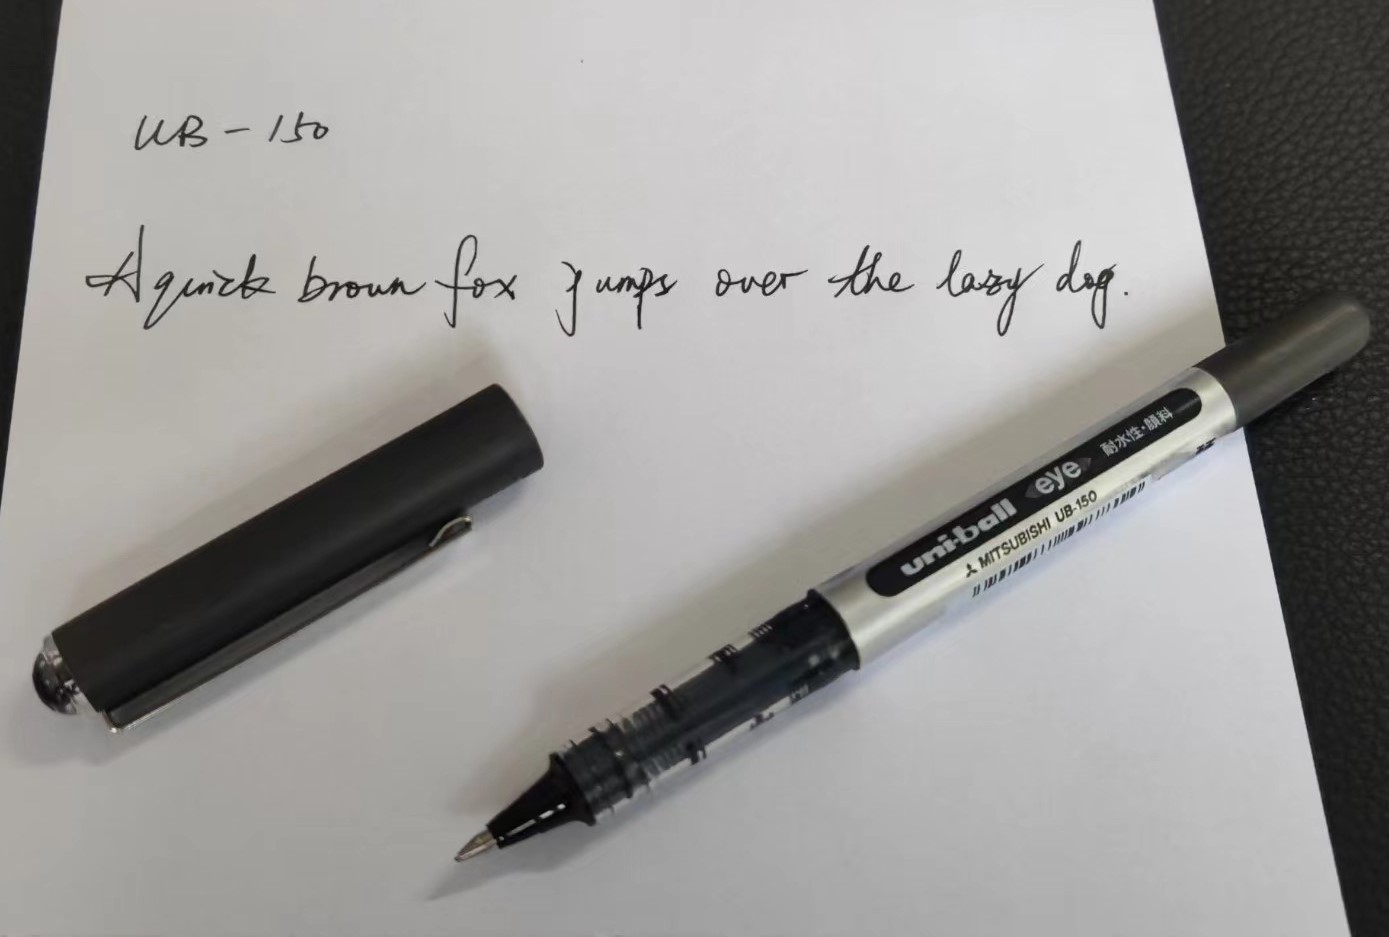 UB-150
A quick brown fox jumps over the lazy dog.
uni-ball eye 耐水性・顔料
MITSUBISHI UB-150